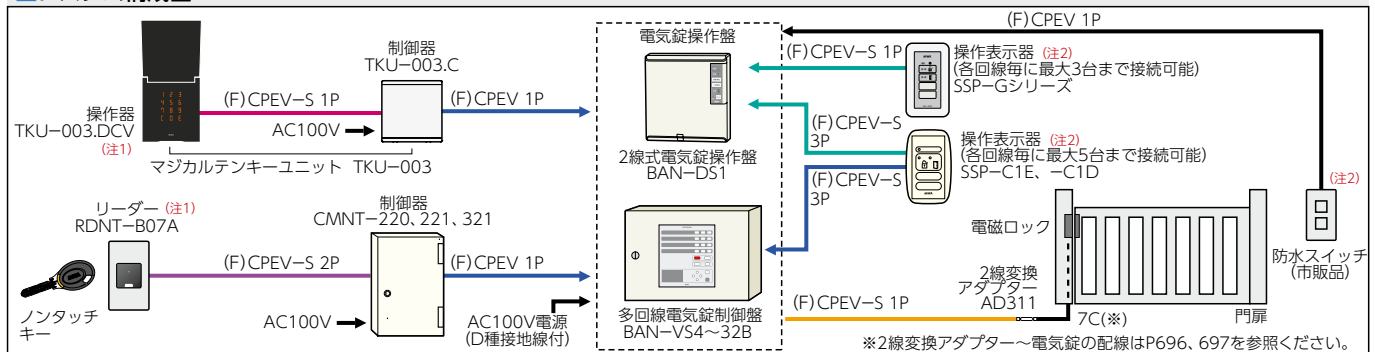 制御器
TKU-003.C
操作器
TKU-003.DCV
(注1)
(F)CPEV-S 1P
AC100V
(F)CPEV 1P
マジカルテンキーユニット TKU-003
リーダー (注1)
RDNT-B07A
ノンタッチ
キー
(F)CPEV-S 2P
制御器
CMNT-220、221、321
AC100V
(F)CPEV 1P
AC100V電源
(D種接地線付)
電気錠操作盤
2線式電気錠操作盤
BAN-DS1
多回線電気錠制御盤
BAN-VS4~32B
(F)CPEV 1P
(F)CPEV-S 1P
操作表示器 (注2)
(各回線毎に最大3台まで接続可能)
SSP-Gシリーズ
(F)CPEV-S
3P
操作表示器 (注2)
(各回線毎に最大5台まで接続可能)
SSP-C1E、-C1D
(F)CPEV-S
3P
(注2)
防水スイッチ
(市販品)
電磁ロック
2線変換
アダプター
AD311
(F)CPEV-S 1P
7C(※)
門扉
※2線変換アダプター~電気錠の配線はP696、697を参照ください。